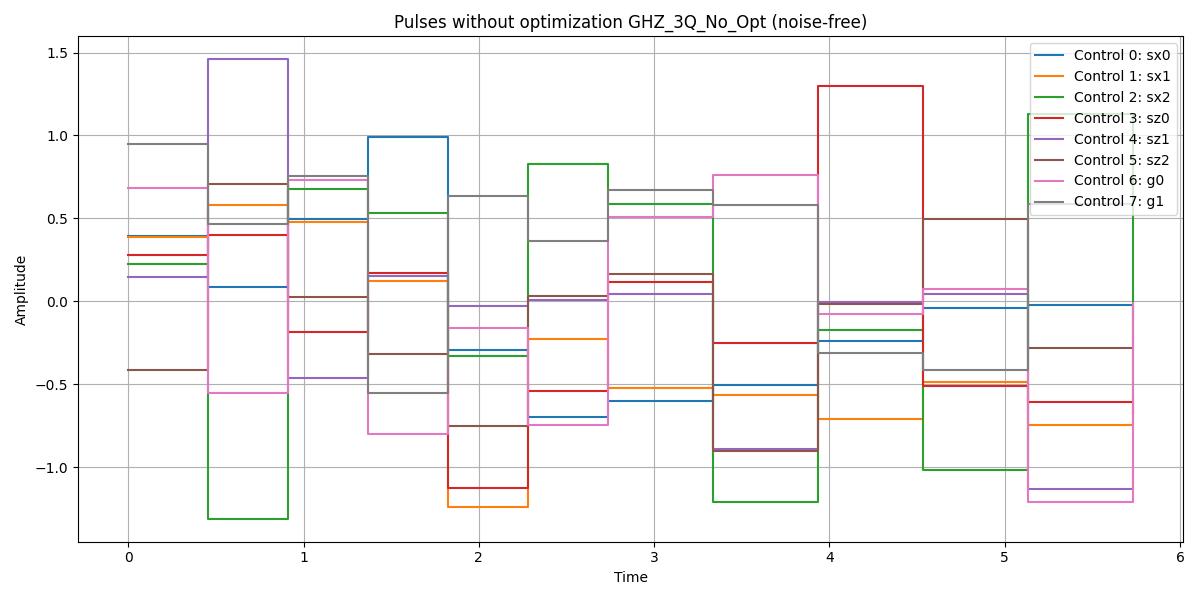 Pulses without optimization GHZ_3Q_No_Opt (noise-free)
Amplitude
1.5
1.0
0.5
0.0
−0.5
−1.0
Control 0: sx0
Control 1: sx1
Control 2: sx2
Control 3: sz0
Control 4: sz1
Control 5: sz2
Control 6: g0
Control 7: g1
0 1 2 3 4 5 6
Time